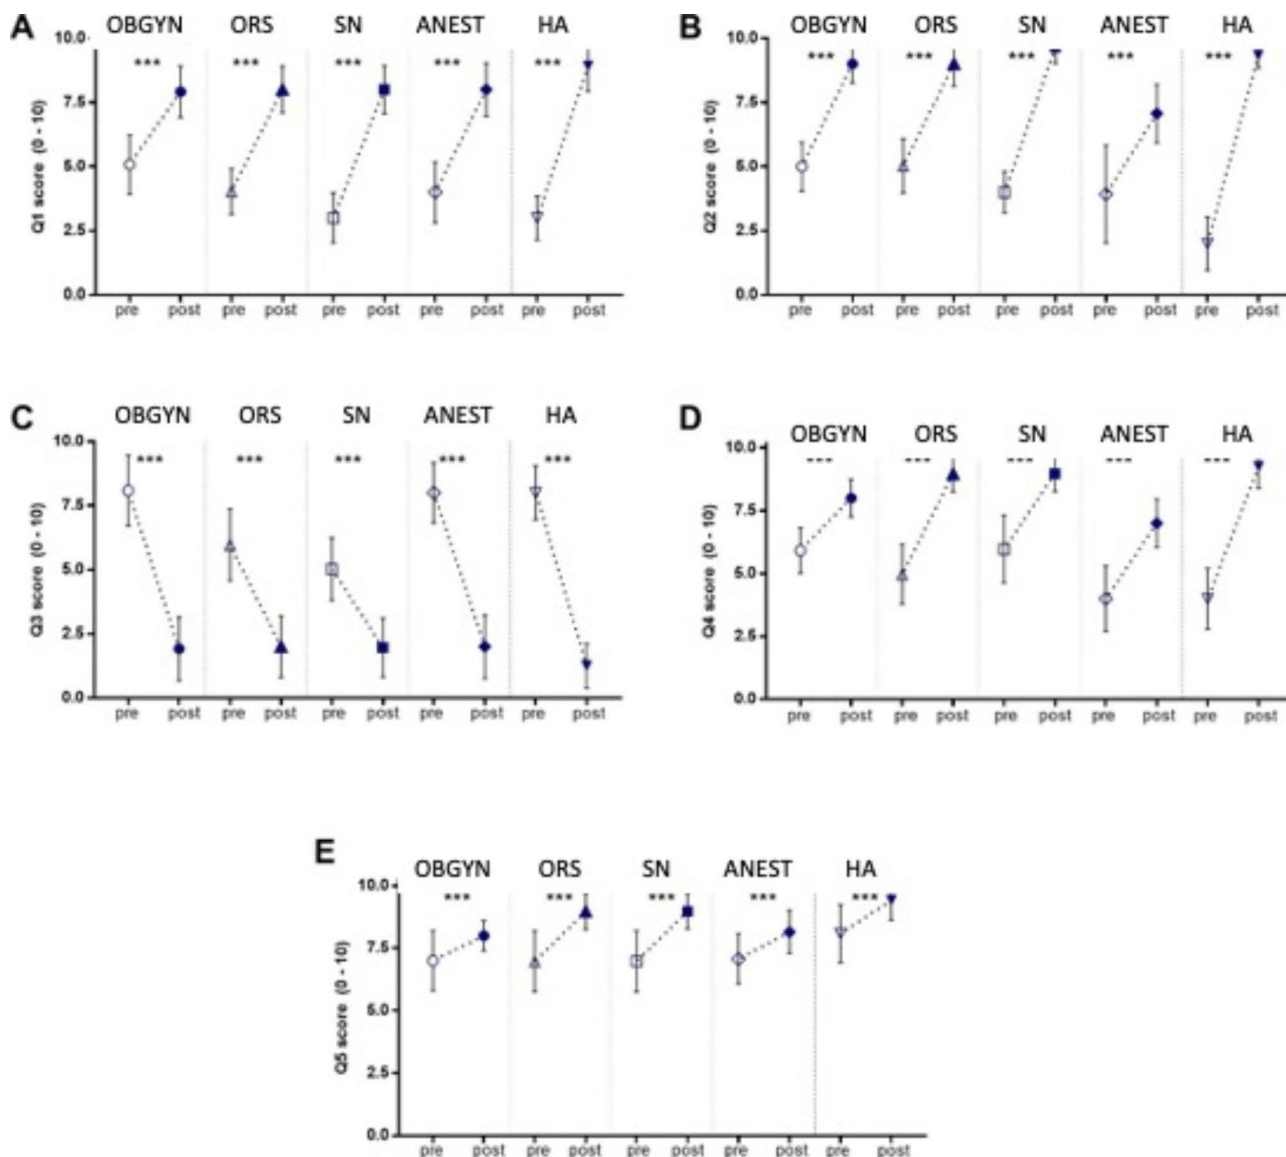 A
OBGYN ORS SN ANEST HA
10.0
*** *** *** *** ***
7.5
5.0
2.5
0.0
Q1 score (0 - 10)
pre post pre post pre post pre post pre post
B
OBGYN ORS SN ANEST HA
10.0
*** *** *** *** ***
7.5
5.0
2.5
0.0
Q2 score (0 - 10)
pre post pre post pre post pre post pre post
C
OBGYN ORS SN ANEST HA
10.0
*** *** *** *** ***
7.5
5.0
2.5
0.0
Q3 score (0 - 10)
pre post pre post pre post pre post pre post
D
OBGYN ORS SN ANEST HA
10.0
7.5
5.0
2.5
0.0
Q4 score (0 - 10)
pre post pre post pre post pre post pre post
E
OBGYN ORS SN ANEST HA
10.0
*** *** *** *** ***
7.5
5.0
2.5
0.0
Q5 score (0 - 10)
pre post pre post pre post pre post pre post